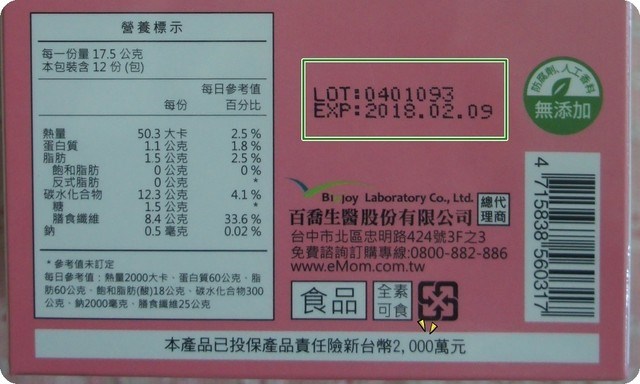 營養標示
每一份量 17.5 公克
本包裝含 12 份 (包)
每日參考值
每份 百分比
熱量 50.3 大卡 2.5 %
蛋白質 1.1 公克 1.8 %
脂肪 1.5 公克 2.5 %
飽和脂肪 0 公克 0 %
反式脂肪 0 公克 *
碳水化合物 12.3 公克 4.1 %
糖 1.5 公克 *
膳食纖維 8.4 公克 33.6 %
鈉 0.5 毫克 0.02 %
* 參考值未訂定
每日參考值：熱量2000大卡、蛋白質60公克、脂
肪60公克、飽和脂肪(酸)18公克、碳水化合物300
公克、鈉2000毫克、膳食纖維25公克
LOT:0401093
EXP:2018.02.09
防腐劑、人工香料
無添加
Biojoy Laboratory Co., Ltd.
百喬生醫股份有限公司
總代理商
台中市北區忠明路424號3F之3
免費諮詢訂購專線:0800-882-886
www.eMom.com.tw
食品
全素
可食
4 715838 560317
本產品已投保產品責任險新台幣2,000萬元